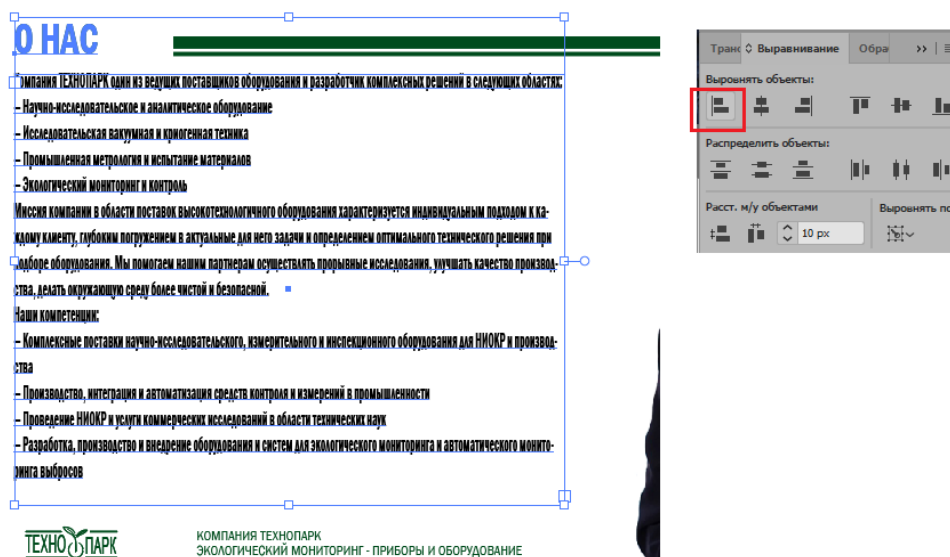 О НАС
Компания ТЕХНОПАРК один из ведущих поставщиков оборудования и разработчик комплексных решений в следующих областях:
– Научно-исследовательское и аналитическое оборудование
– Исследовательская вакуумная и криогенная техника
– Промышленная метрология и испытание материалов
– Экологический мониторинг и контроль
Миссия компании в области поставок высокотехнологичного оборудования характеризуется индивидуальным подходом к ка-
ждому клиенту, глубоким погружением в актуальные для него задачи и определением оптимального технического решения при
подборе оборудования. Мы помогаем нашим партнерам осуществлять прорывные исследования, улучшать качество производ-
ства, делать окружающую среду более чистой и безопасной.
Наши компетенции:
– Комплексные поставки научно-исследовательского, измерительного и инспекционного оборудования для НИОКР и производ-
ства
– Производство, интеграция и автоматизация средств контроля и измерений в промышленности
– Проведение НИОКР и услуги коммерческих исследований в области технических наук
– Разработка, производство и внедрение оборудования и систем для экологического мониторинга и автоматического монито-
ринга выбросов
ТЕХНОПАРК
КОМПАНИЯ ТЕХНОПАРК
ЭКОЛОГИЧЕСКИЙ МОНИТОРИНГ - ПРИБОРЫ И ОБОРУДОВАНИЕ
Транс Выравнивание Обра
Выровнять объекты:
Распределить объекты:
Расст. м/у объектами Выровнять по
10 px